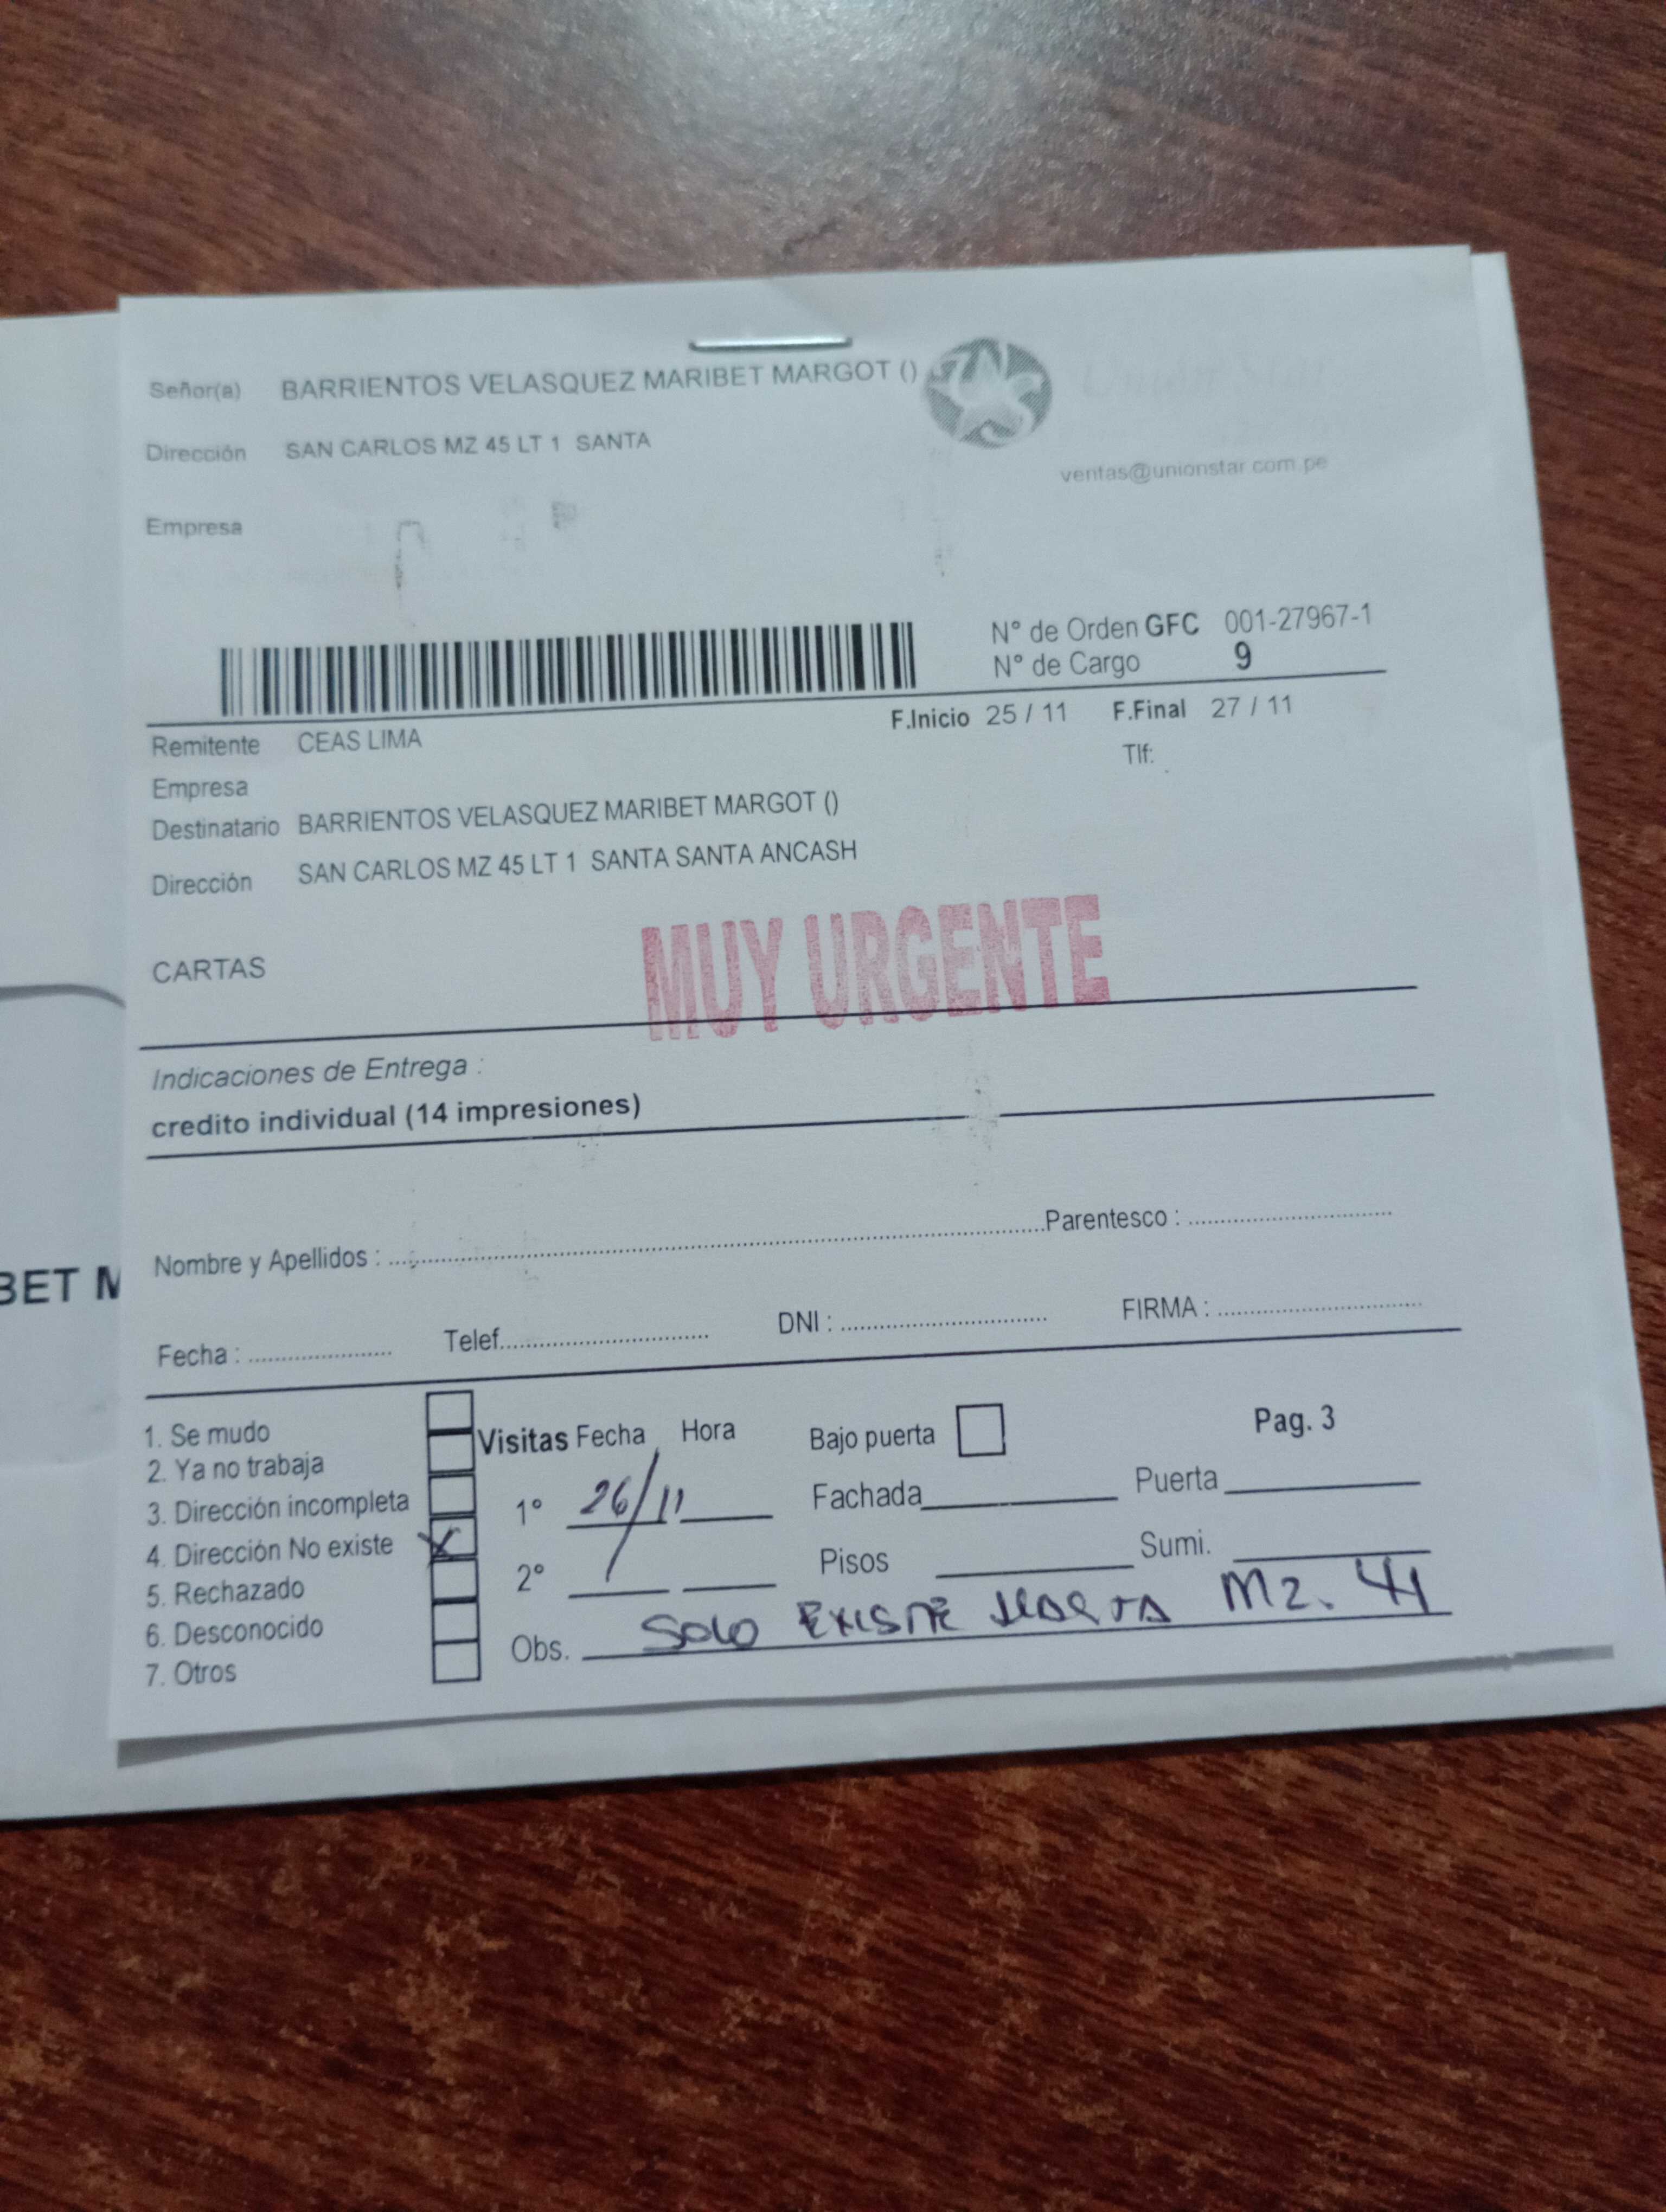 Señor(a) BARRIENTOS VELASQUEZ MARIBET MARGOT ()
Dirección SAN CARLOS MZ 45 LT 1 SANTA
ventas@unionstar.com.pe
Empresa
N° de Orden GFC 001-27967-1
N° de Cargo 9
F.Inicio 25 / 11 F.Final 27 / 11
Remitente CEAS LIMA
Tlf:
Empresa
Destinatario BARRIENTOS VELASQUEZ MARIBET MARGOT ()
Dirección SAN CARLOS MZ 45 LT 1 SANTA SANTA ANCASH
CARTAS
MUY URGENTE
Indicaciones de Entrega :
credito individual (14 impresiones)
Nombre y Apellidos : Parentesco :
BET M
Fecha : Telef. DNI : FIRMA :
1. Se mudo
2. Ya no trabaja
3. Dirección incompleta
4. Dirección No existe X
5. Rechazado
6. Desconocido
7. Otros
Visitas Fecha Hora
1° 26/11
2° /
Bajo puerta
Pag. 3
Fachada Puerta
Pisos Sumi.
Obs. SOLO EXISTE HASTA MZ. 41